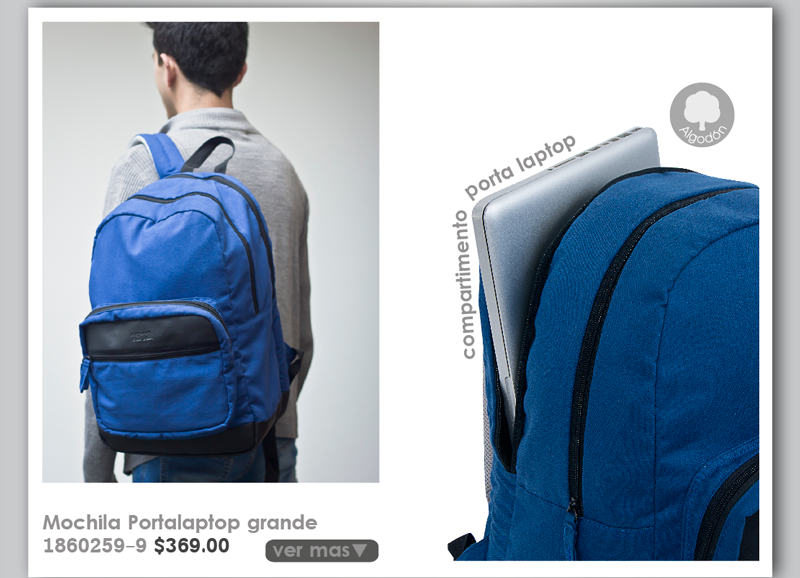 Algodón
compartimento porta laptop
Mochila Portalaptop grande
1860259-9 $369.00
ver mas▼